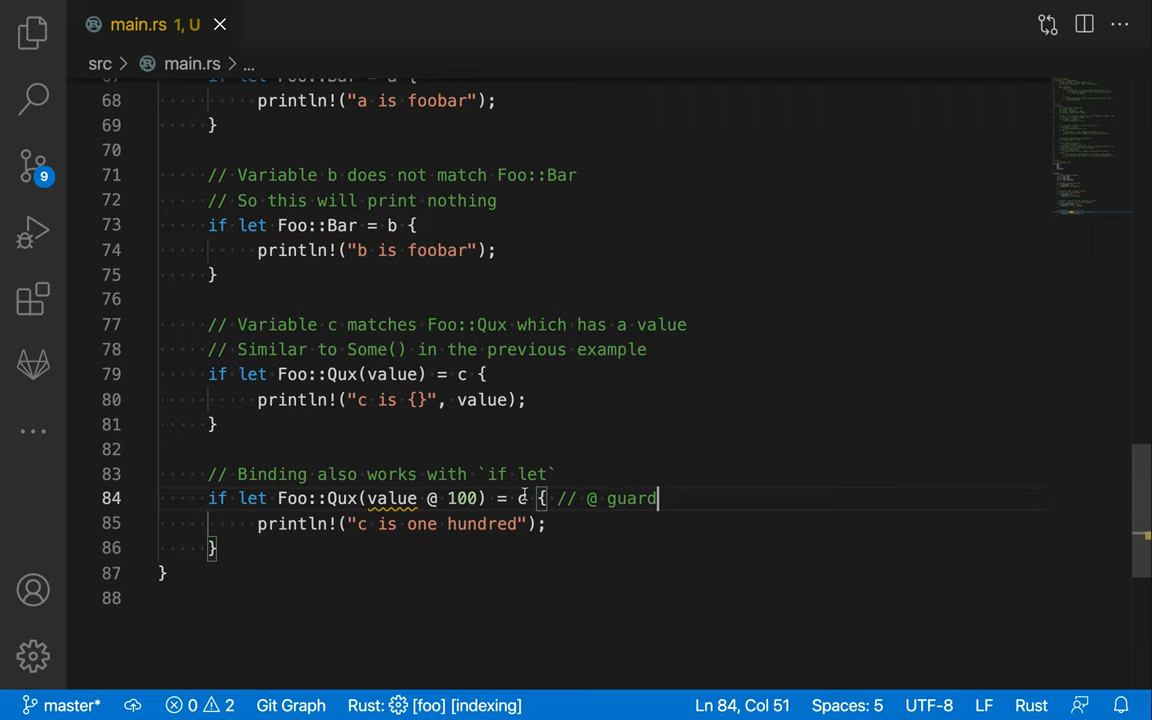 main.rs 1, U
src > main.rs > ...
67 if let Foo::Bar = a {
68 println!("a is foobar");
69 }
70
71 // Variable b does not match Foo::Bar
72 // So this will print nothing
73 if let Foo::Bar = b {
74 println!("b is foobar");
75 }
76
77 // Variable c matches Foo::Qux which has a value
78 // Similar to Some() in the previous example
79 if let Foo::Qux(value) = c {
80 println!("c is {}", value);
81 }
82
83 // Binding also works with `if let`
84 if let Foo::Qux(value @ 100) = c { // @ guard
85 println!("c is one hundred");
86 }
87 }
88
9
master* 0 2 Git Graph Rust: [foo] [indexing] Ln 84, Col 51 Spaces: 5 UTF-8 LF Rust